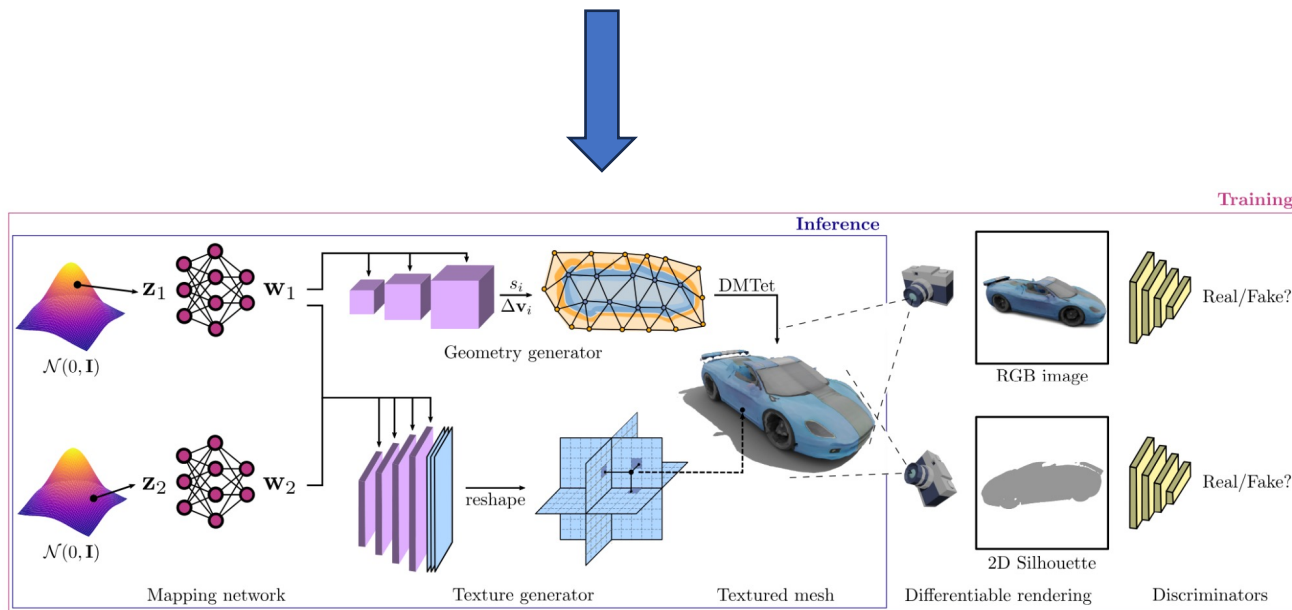 Training
Inference
z₁
w₁
𝒩(0, I)
sᵢ
Δvᵢ
DMTet
Geometry generator
RGB image
Real/Fake?
z₂
w₂
𝒩(0, I)
reshape
2D Silhouette
Real/Fake?
Mapping network
Texture generator
Textured mesh
Differentiable rendering
Discriminators